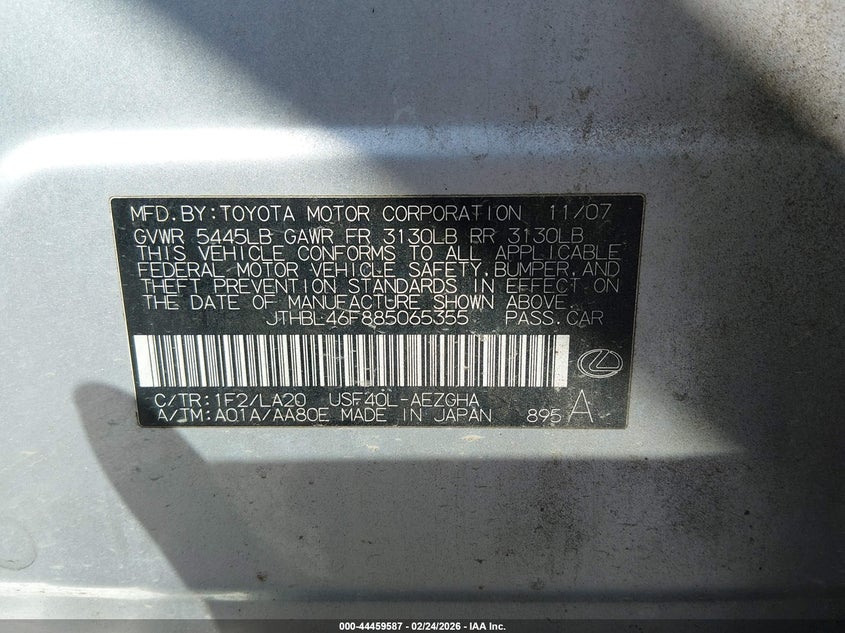 MFD.BY:TOYOTA MOTOR CORPORATION 11/07
GVWR 5445LB GAWR FR 3130LB RR 3130LB
THIS VEHICLE CONFORMS TO ALL APPLICABLE
FEDERAL MOTOR VEHICLE SAFETY,BUMPER,AND
THEFT PREVENTION STANDARDS IN EFFECT ON
THE DATE OF MANUFACTURE SHOWN ABOVE.
JTHBL46F885065355 PASS.CAR
C/TR:1F2/LA20 USF40L-AEZGHA
A/TM:A01A/AA80E MADE IN JAPAN 895 A
000-44459587 - 02/24/2026 - IAA Inc.